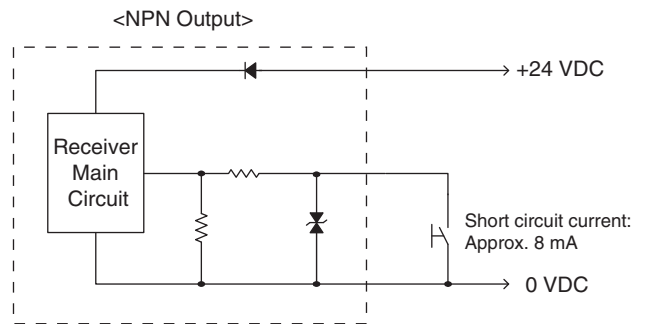 <NPN Output>
+24 VDC
Receiver
Main
Circuit
Short circuit current:
Approx. 8 mA
0 VDC